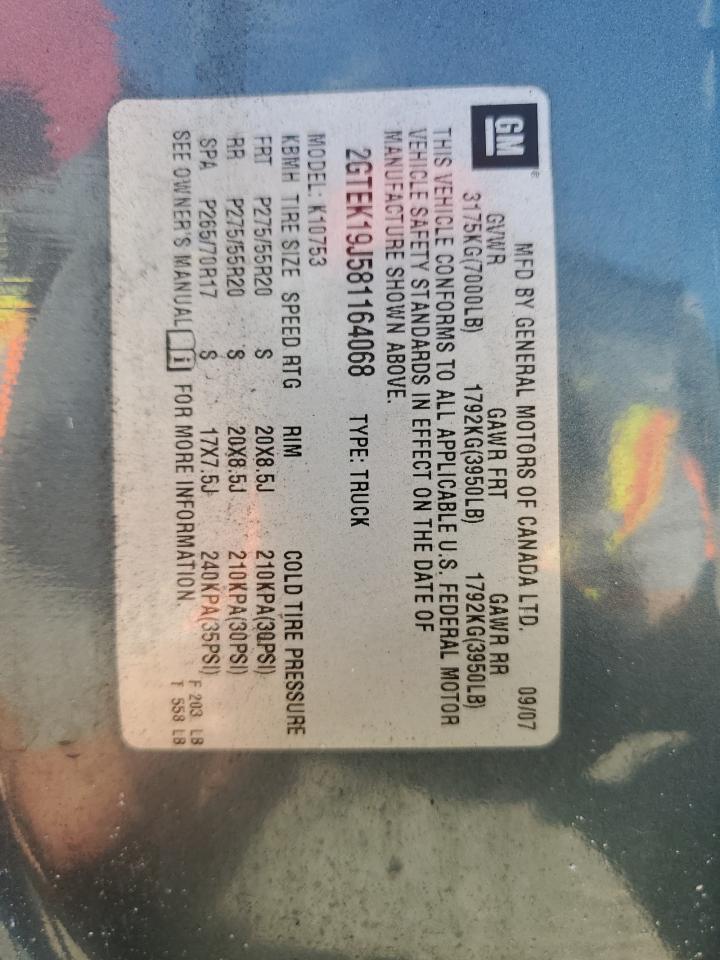 GM®
MFD BY GENERAL MOTORS OF CANADA LTD. 09/07
GVWR GAWR FRT GAWR RR
3175KG(7000LB) 1792KG(3950LB) 1792KG(3950LB)
THIS VEHICLE CONFORMS TO ALL APPLICABLE U.S. FEDERAL MOTOR
VEHICLE SAFETY STANDARDS IN EFFECT ON THE DATE OF
MANUFACTURE SHOWN ABOVE.
2GTEK19J581164068 TYPE: TRUCK
MODEL: K10753
KBMH TIRE SIZE SPEED RTG RIM COLD TIRE PRESSURE
FRT P275/55R20 S 20X8.5J 210KPA(30PSI)
RR P275/55R20 S 20X8.5J 210KPA(30PSI)
SPA P265/70R17 S 17X7.5J 240KPA(35PSI)
SEE OWNER'S MANUAL i FOR MORE INFORMATION.
F 203 LB
T 558 LB